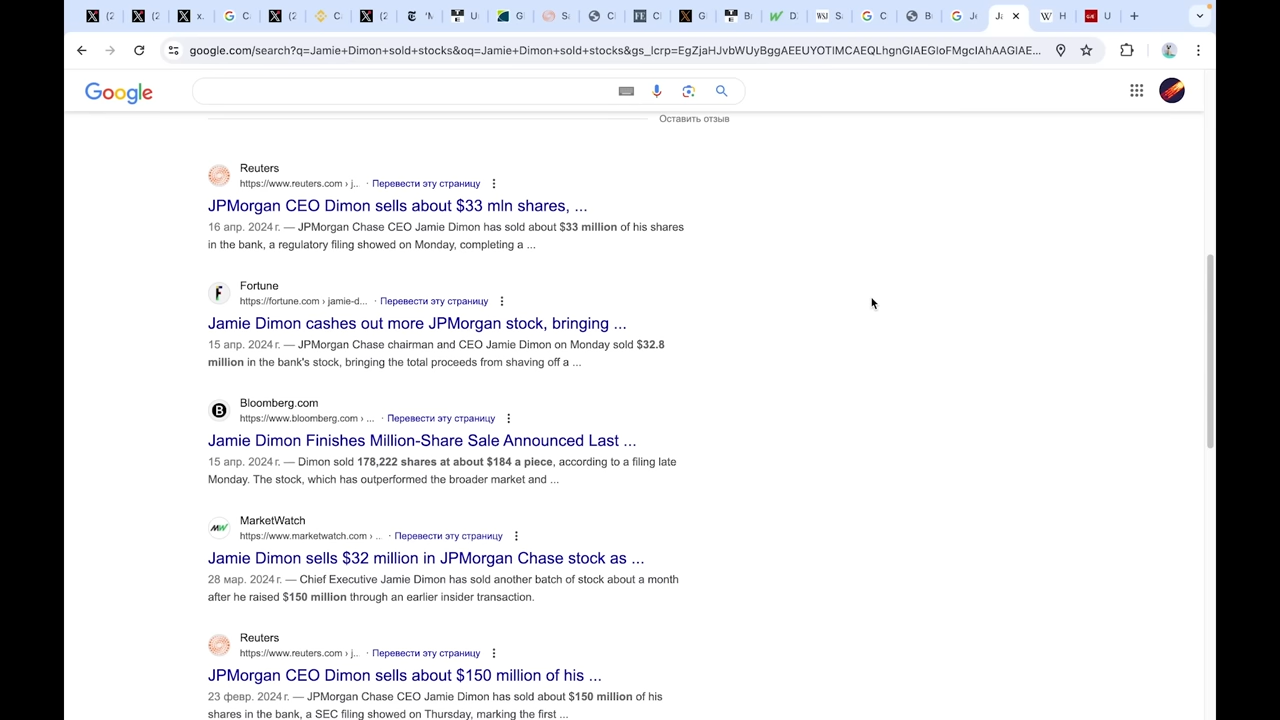 (2
(2
x.
C
(2
C
(2
'M
U
G
Sa
C
C
G
B
D
Sa
C
B
Je
Ja
H
U
google.com/search?q=Jamie+Dimon+sold+stocks&oq=Jamie+Dimon+sold+stocks&gs_lcrp=EgZjaHJvbWUyBggAEEUYOTIMCAEQLhgnGIAEGIoFMgcIAhAAGIAE...
Google
Оставить отзыв
Reuters
https://www.reuters.com › j... · Перевести эту страницу
JPMorgan CEO Dimon sells about $33 mln shares, ...
16 апр. 2024 г. — JPMorgan Chase CEO Jamie Dimon has sold about $33 million of his shares
in the bank, a regulatory filing showed on Monday, completing a ...
Fortune
https://fortune.com › jamie-d... · Перевести эту страницу
Jamie Dimon cashes out more JPMorgan stock, bringing ...
15 апр. 2024 г. — JPMorgan Chase chairman and CEO Jamie Dimon on Monday sold $32.8
million in the bank's stock, bringing the total proceeds from shaving off a ...
Bloomberg.com
https://www.bloomberg.com › ... · Перевести эту страницу
Jamie Dimon Finishes Million-Share Sale Announced Last ...
15 апр. 2024 г. — Dimon sold 178,222 shares at about $184 a piece, according to a filing late
Monday. The stock, which has outperformed the broader market and ...
MarketWatch
https://www.marketwatch.com › ... · Перевести эту страницу
Jamie Dimon sells $32 million in JPMorgan Chase stock as ...
28 мар. 2024 г. — Chief Executive Jamie Dimon has sold another batch of stock about a month
after he raised $150 million through an earlier insider transaction.
Reuters
https://www.reuters.com › j... · Перевести эту страницу
JPMorgan CEO Dimon sells about $150 million of his ...
23 февр. 2024 г. — JPMorgan Chase CEO Jamie Dimon has sold about $150 million of his
shares in the bank, a SEC filing showed on Thursday, marking the first ...